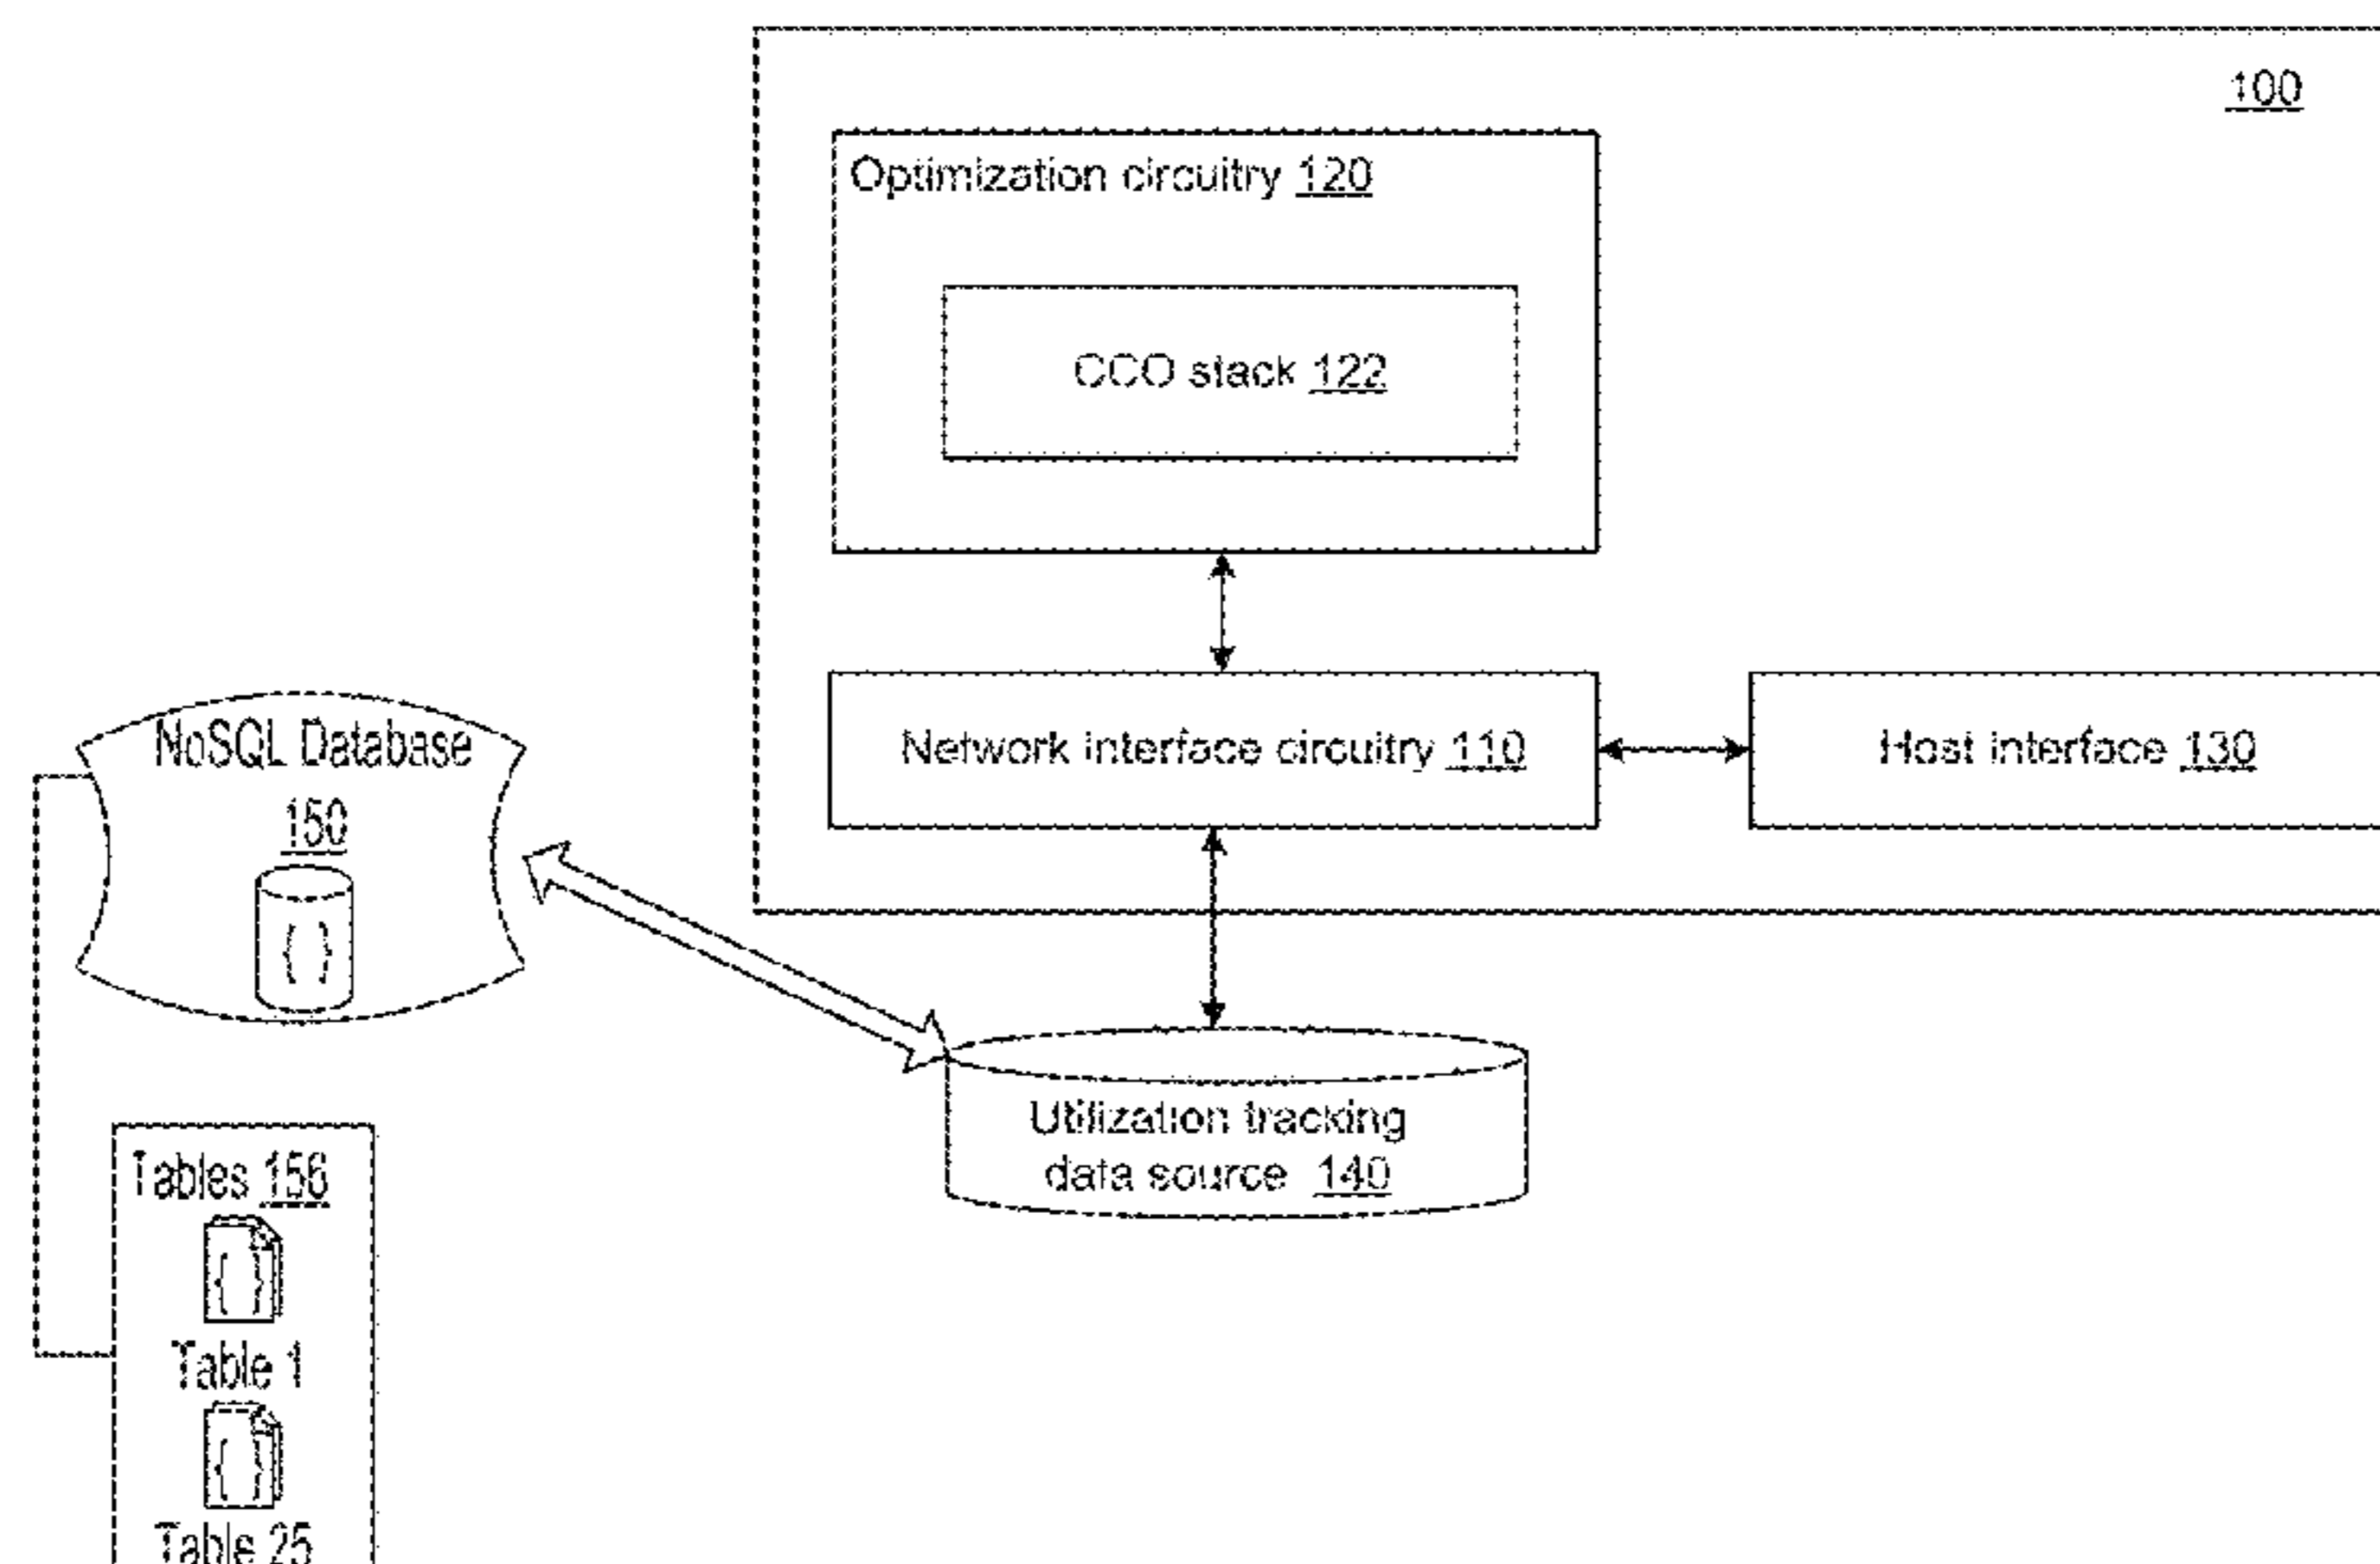 100
Optimization circuitry 120
CCO stack 122
Network interface circuitry 110
Host interface 130
NoSQL Database
150
{ }
Utilization tracking
data source 140
Tables 156
{ }
Table 1
{ }
Table 25